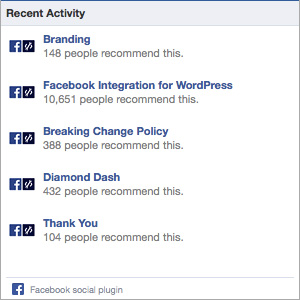 Recent Activity
Branding
148 people recommend this.
Facebook Integration for WordPress
10,651 people recommend this.
Breaking Change Policy
388 people recommend this.
Diamond Dash
432 people recommend this.
Thank You
104 people recommend this.
Facebook social plugin